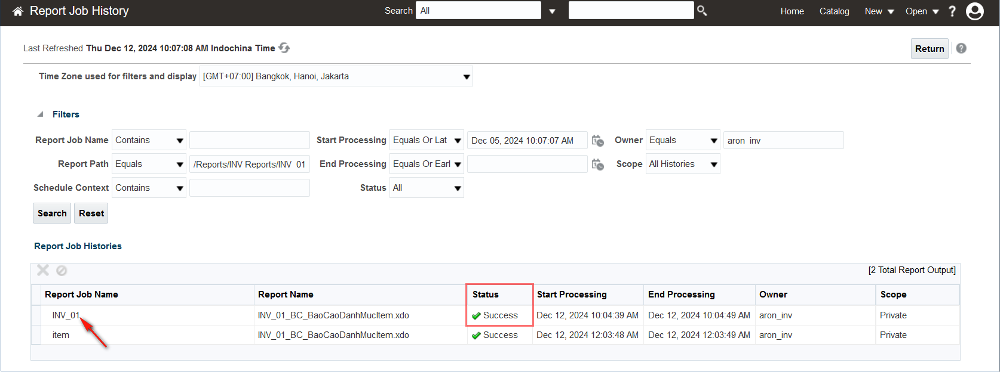 Report Job History Search All Home Catalog New Open ?
Last Refreshed Thu Dec 12, 2024 10:07:08 AM Indochina Time Return ?
Time Zone used for filters and display [GMT+07:00] Bangkok, Hanoi, Jakarta
Filters
Report Job Name Contains Start Processing Equals Or Lat Dec 05, 2024 10:07:07 AM Owner Equals aron_inv
Report Path Equals /Reports/INV Reports/INV_01 End Processing Equals Or Earl Scope All Histories
Schedule Context Contains Status All
Search Reset
Report Job Histories
[2 Total Report Output]
Report Job Name Report Name Status Start Processing End Processing Owner Scope
INV_01 INV_01_BC_BaoCaoDanhMucItem.xdo Success Dec 12, 2024 10:04:39 AM Dec 12, 2024 10:04:49 AM aron_inv Private
item INV_01_BC_BaoCaoDanhMucItem.xdo Success Dec 12, 2024 12:03:48 AM Dec 12, 2024 12:03:49 AM aron_inv Private